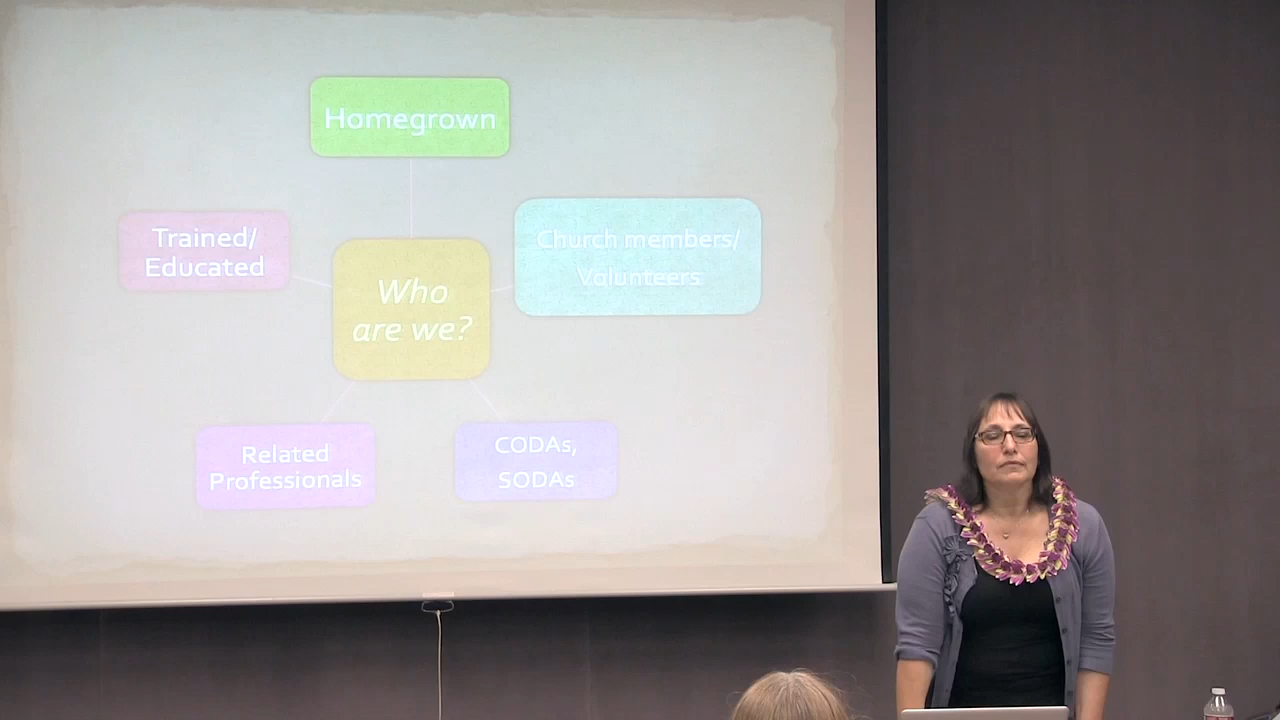 Homegrown
Trained/
Educated
Church members/
Volunteers
Who
are we?
Related
Professionals
CODAs,
SODAs